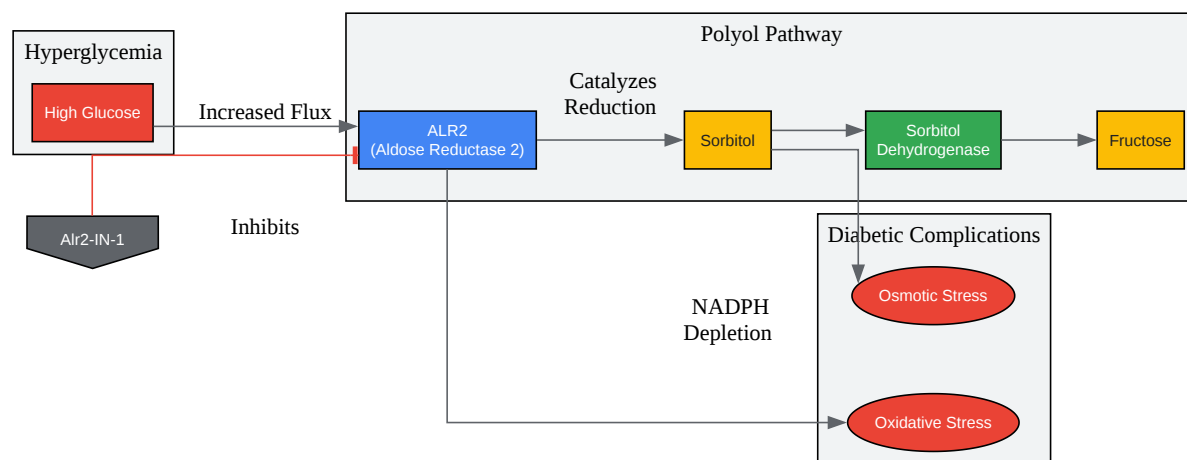 Polyol Pathway
Hyperglycemia
High Glucose
Increased Flux
ALR2
(Aldose Reductase 2)
Catalyzes
Reduction
Sorbitol
Sorbitol
Dehydrogenase
Fructose
Alr2-IN-1
Inhibits
Diabetic Complications
Osmotic Stress
NADPH
Depletion
Oxidative Stress